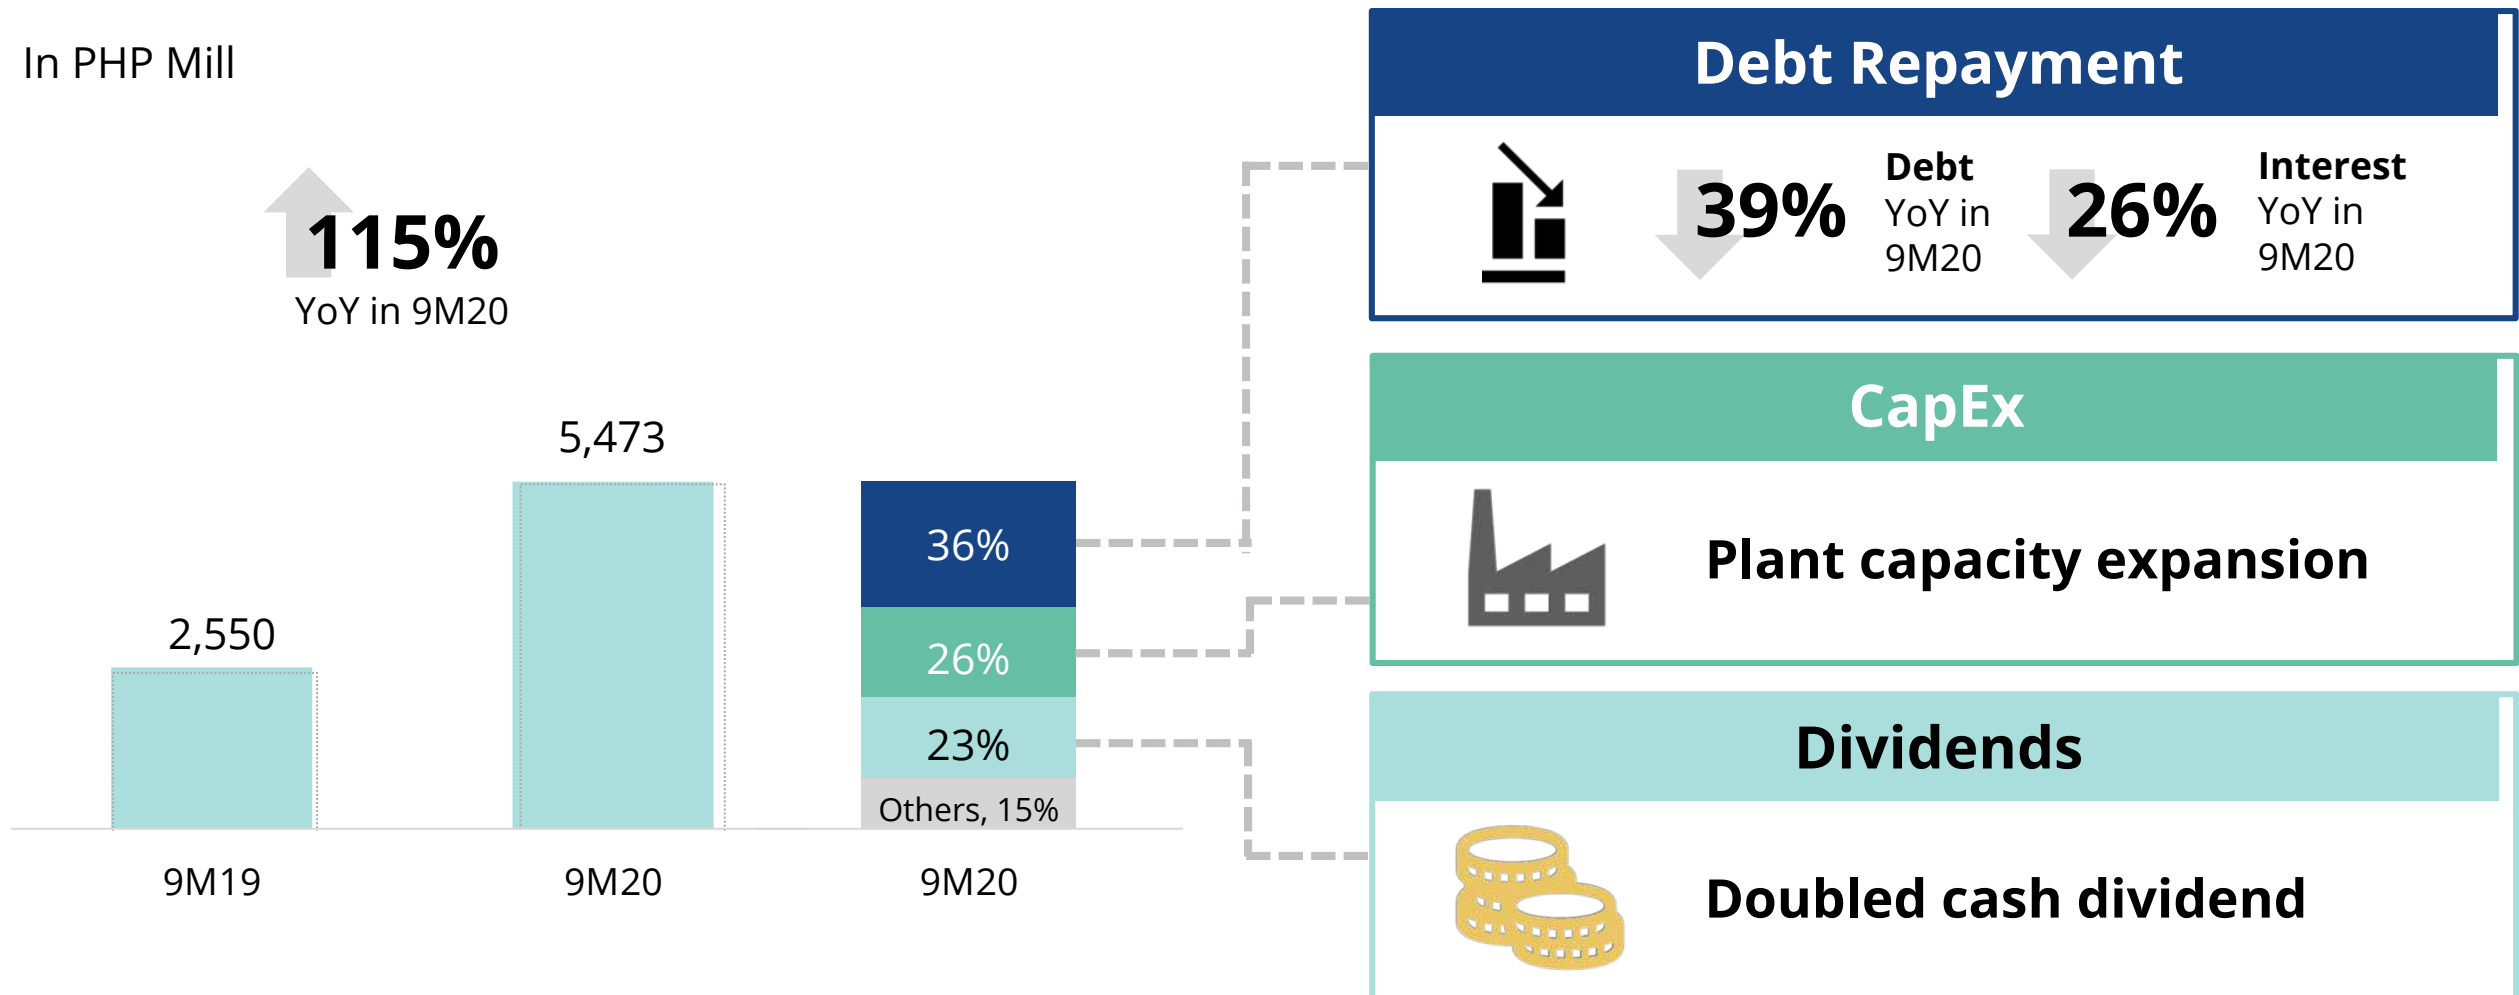 In PHP Mill
115%
YoY in 9M20
2,550
5,473
36%
26%
23%
Others, 15%
9M19
9M20
9M20
Debt Repayment
39%
Debt
YoY in
9M20
26%
Interest
YoY in
9M20
CapEx
Plant capacity expansion
Dividends
Doubled cash dividend